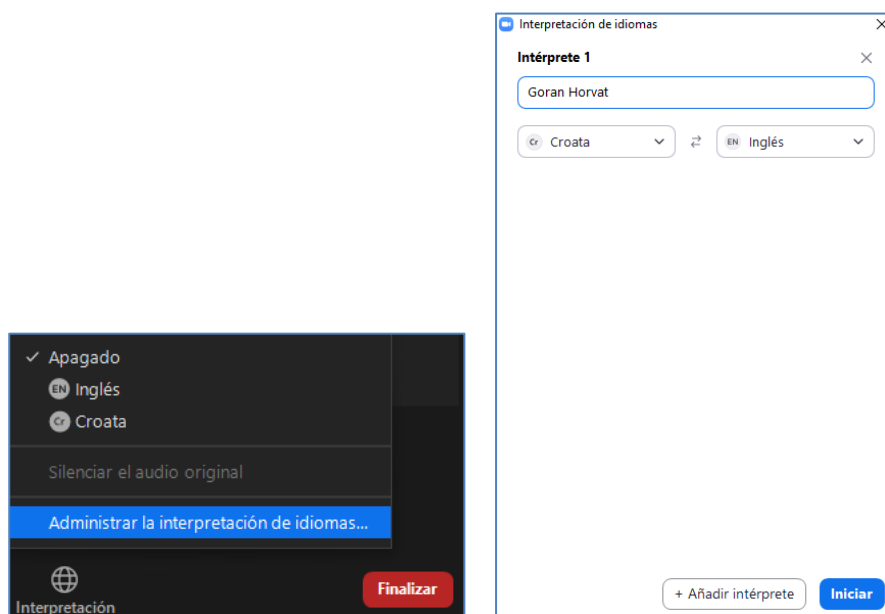 Interpretación de idiomas
Intérprete 1
Goran Horvat
Cr Croata
EN Inglés
+ Añadir intérprete
Iniciar
Apagado
EN Inglés
Cr Croata
Silenciar el audio original
Administrar la interpretación de idiomas...
Interpretación
Finalizar